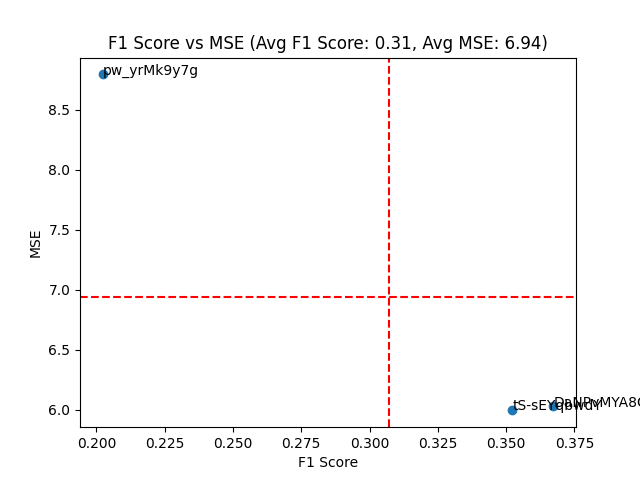 F1 Score vs MSE (Avg F1 Score: 0.31, Avg MSE: 6.94)
pw_yrMk9y7g
8.5
8.0
7.5
MSE
7.0
6.5
6.0
0.200 0.225 0.250 0.275 0.300 0.325 0.350 0.375
F1 Score